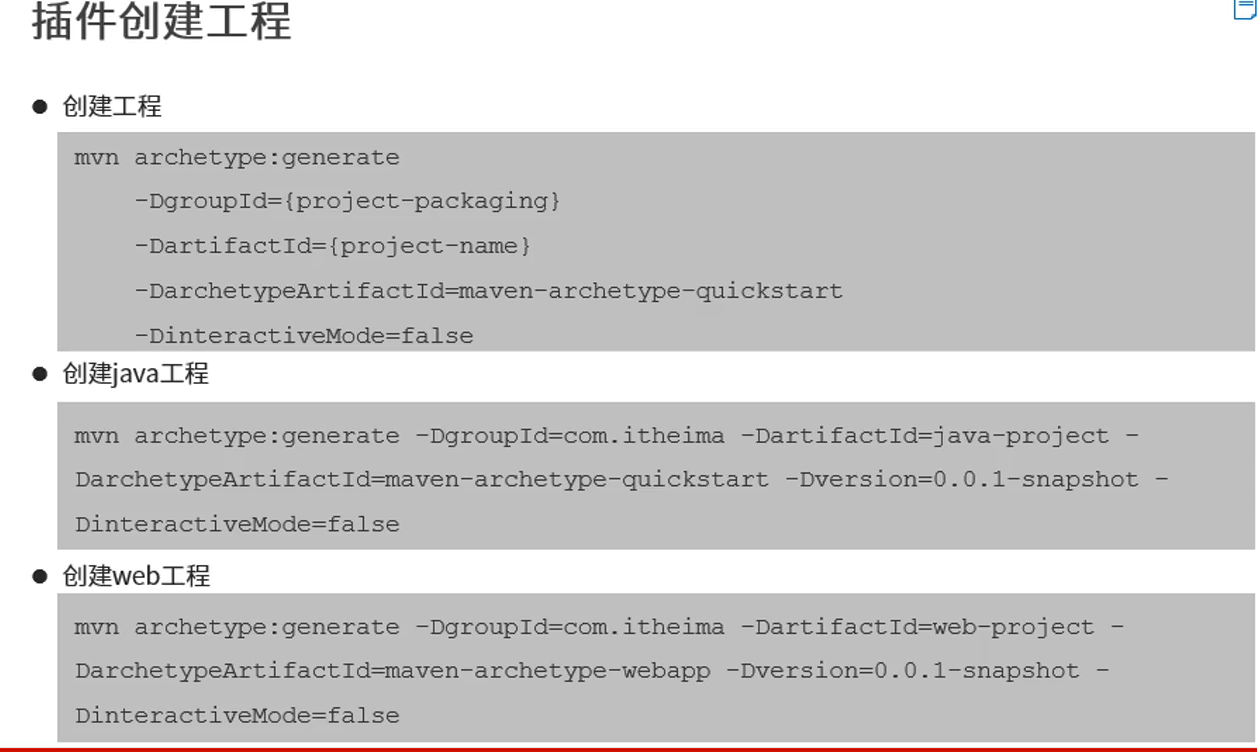 插件创建工程
● 创建工程
mvn archetype:generate
-DgroupId={project-packaging}
-DartifactId={project-name}
-DarchetypeArtifactId=maven-archetype-quickstart
-DinteractiveMode=false
● 创建java工程
mvn archetype:generate -DgroupId=com.itheima -DartifactId=java-project -
DarchetypeArtifactId=maven-archetype-quickstart -Dversion=0.0.1-snapshot -
DinteractiveMode=false
● 创建web工程
mvn archetype:generate -DgroupId=com.itheima -DartifactId=web-project -
DarchetypeArtifactId=maven-archetype-webapp -Dversion=0.0.1-snapshot -
DinteractiveMode=false